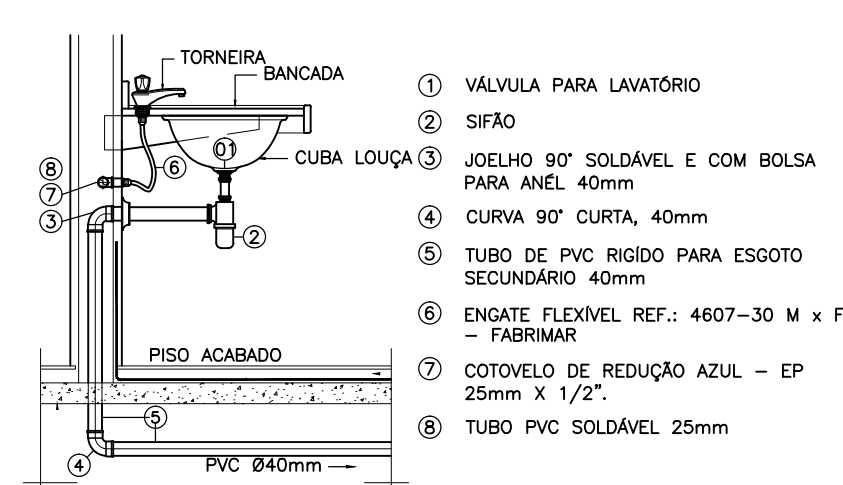 TORNEIRA
BANCADA
01
CUBA LOUÇA
6
8
7
3
2
PISO ACABADO
5
4
PVC Ø40mm
1 VÁLVULA PARA LAVATÓRIO
2 SIFÃO
3 JOELHO 90° SOLDÁVEL E COM BOLSA
PARA ANÉL 40mm
4 CURVA 90° CURTA, 40mm
5 TUBO DE PVC RIGÍDO PARA ESGOTO
SECUNDÁRIO 40mm
6 ENGATE FLEXÍVEL REF.: 4607-30 M x F
- FABRIMAR
7 COTOVELO DE REDUÇÃO AZUL - EP
25mm X 1/2".
8 TUBO PVC SOLDÁVEL 25mm